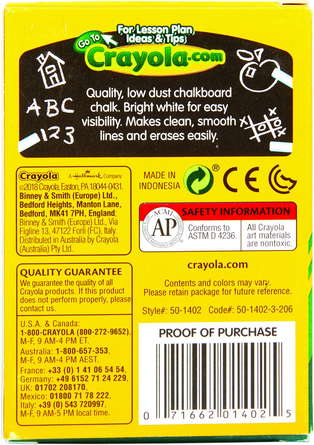 For Lesson Plan
Ideas & Tips
Go To
Crayola.com
Quality, low dust chalkboard
chalk. Bright white for easy
visibility. Makes clean, smooth
lines and erases easily.
ABC
123
Crayola A Hallmark Company
©2018 Crayola, Easton, PA 18044-0431.
Binney & Smith (Europe) Ltd.,
Bedford Heights, Manton Lane,
Bedford, MK41 7PH, England;
Binney & Smith (Europe) Ltd., Via
Figline 13, 47122 Forlì (FC), Italy.
Distributed in Australia by Crayola
(Australia) Pty Ltd.
MADE IN
INDONESIA
® CE
ACMI
AP
SAFETY INFORMATION
Conforms to
ASTM D 4236.
All Crayola
art materials
are nontoxic.
crayola.com
Contents and colors may vary.
Please retain package for future reference.
Style#: 50-1402 Code#: 50-1402-3-206
QUALITY GUARANTEE
We guarantee the quality of all
Crayola products. If this product
does not perform properly, please
contact us.
U.S.A. & Canada:
1-800-CRAYOLA (800-272-9652).
M-F, 9 AM-4 PM ET.
Australia: 1-800-657-353.
M-F, 9 AM-4 PM AET.
France: +33 (0) 1 41 06 54 54,
Germany: +49 6152 71 24 229,
UK: 01702 208170,
Mexico: 01800 71 78 222,
Italy: +39 (0) 543 720997.
M-F, 9 AM-5 PM local time.
PROOF OF PURCHASE
0 71662 01402 5